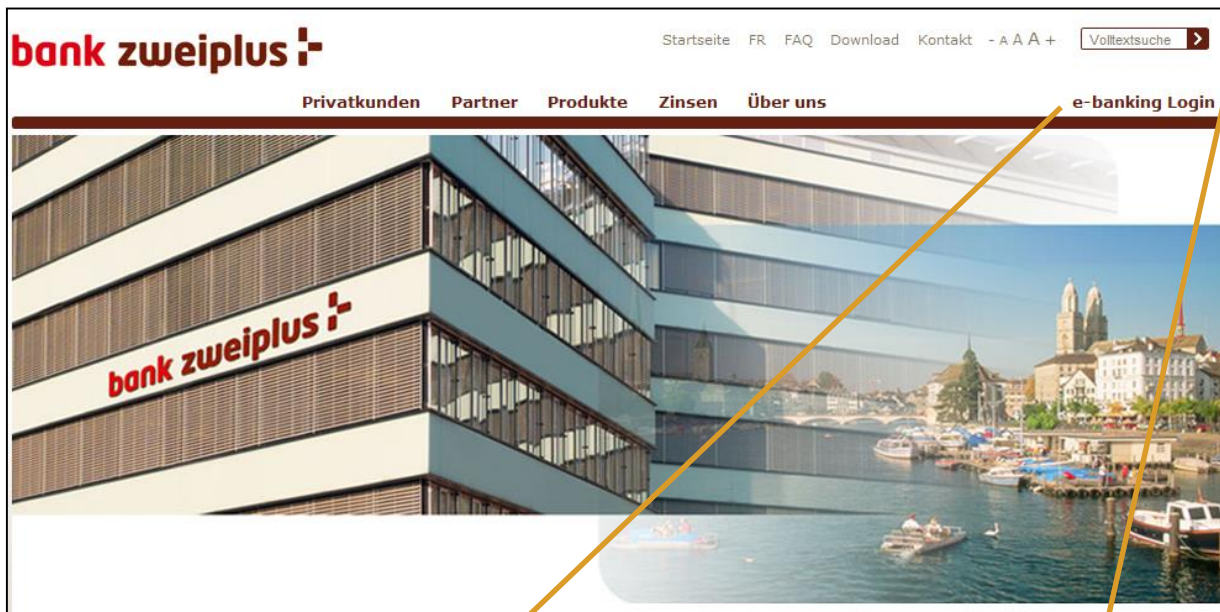 bank zweiplus
Startseite FR FAQ Download Kontakt - A A A + Volltextsuche
Privatkunden Partner Produkte Zinsen Über uns e-banking Login
bank zweiplus